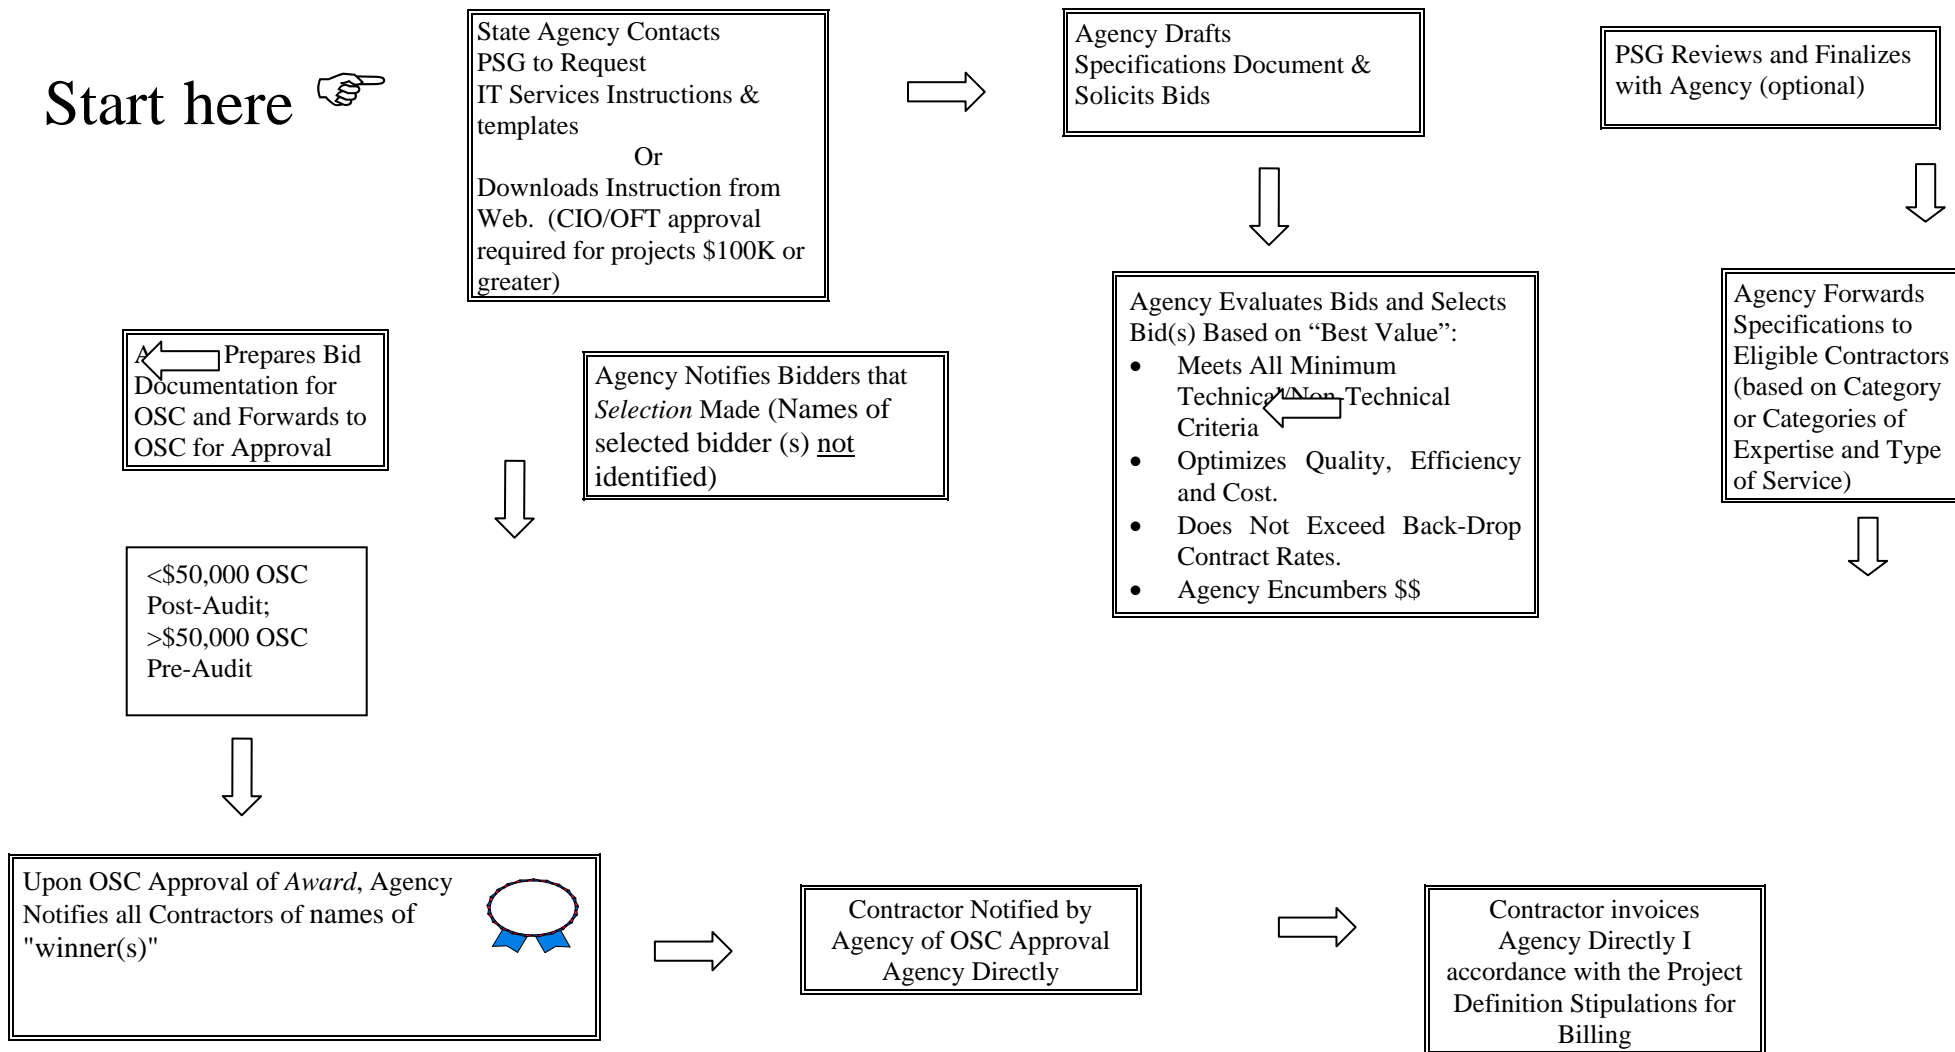 Start here
State Agency Contacts
PSG to Request
IT Services Instructions &
templates
Or
Downloads Instruction from
Web. (CIO/OFT approval
required for projects $100K or
greater)
Agency Drafts
Specifications Document &
Solicits Bids
PSG Reviews and Finalizes
with Agency (optional)
Agency Forwards
Specifications to
Eligible Contractors
(based on Category
or Categories of
Expertise and Type
of Service)
Agency Evaluates Bids and Selects
Bid(s) Based on “Best Value”:
• Meets All Minimum
Technical/Non-Technical
Criteria
• Optimizes Quality, Efficiency
and Cost.
• Does Not Exceed Back-Drop
Contract Rates.
• Agency Encumbers $$
Agency Notifies Bidders that
Selection Made (Names of
selected bidder (s) not
identified)
Prepares Bid
Documentation for
OSC and Forwards to
OSC for Approval
<$50,000 OSC
Post-Audit;
>$50,000 OSC
Pre-Audit
Upon OSC Approval of Award, Agency
Notifies all Contractors of names of
"winner(s)"
Contractor Notified by
Agency of OSC Approval
Agency Directly
Contractor invoices
Agency Directly I
accordance with the Project
Definition Stipulations for
Billing